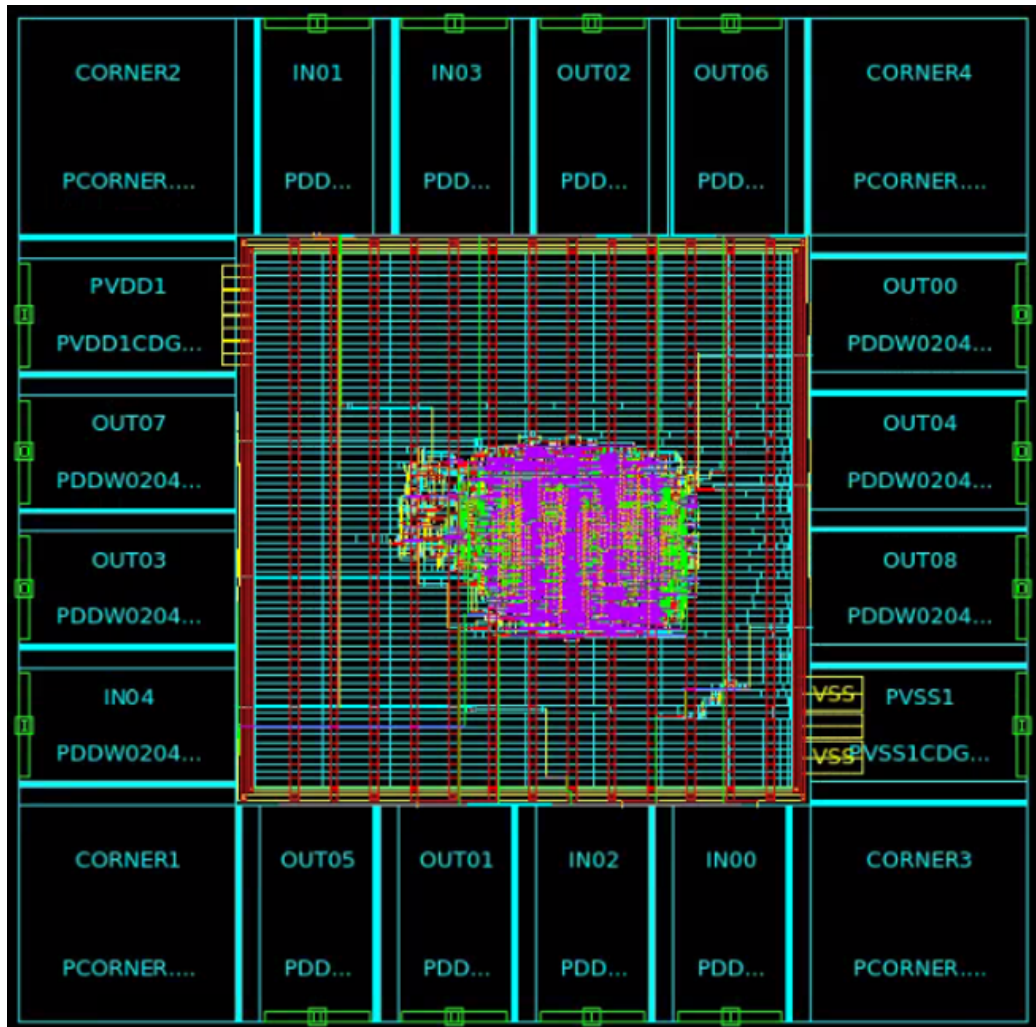 CORNER2
IN01
IN03
OUT02
OUT06
CORNER4
PCORNER....
PDD...
PDD...
PDD...
PDD...
PCORNER....
PVDD1
OUT00
PVDD1CDG...
PDDW0204...
OUT07
OUT04
PDDW0204...
PDDW0204...
OUT03
OUT08
PDDW0204...
PDDW0204...
IN04
VSS
PVSS1
PDDW0204...
VSS
PVSS1CDG...
CORNER1
OUT05
OUT01
IN02
IN00
CORNER3
PCORNER....
PDD...
PDD...
PDD...
PDD...
PCORNER....